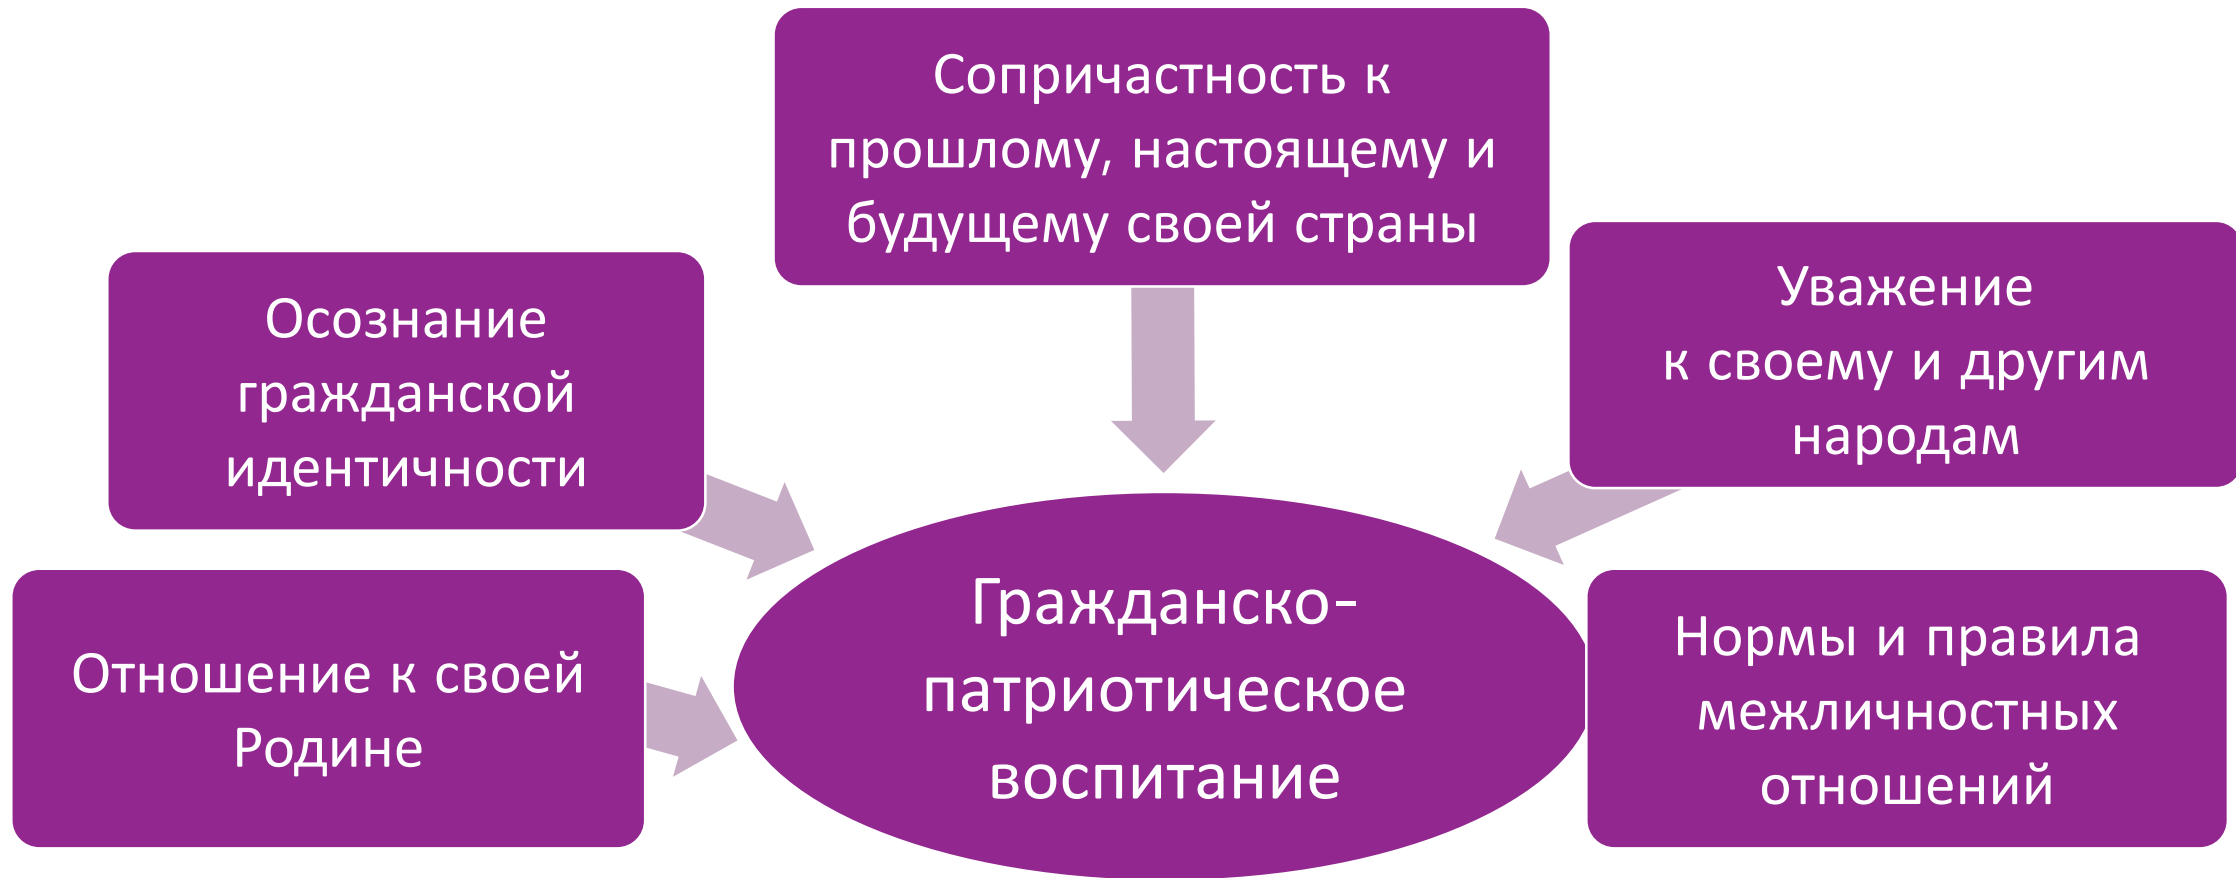 Сопричастность к
прошлому, настоящему и
будущему своей страны
Осознание
гражданской
идентичности
Уважение
к своему и другим
народам
Отношение к своей
Родине
Гражданско-
патриотическое
воспитание
Нормы и правила
межличностных
отношений